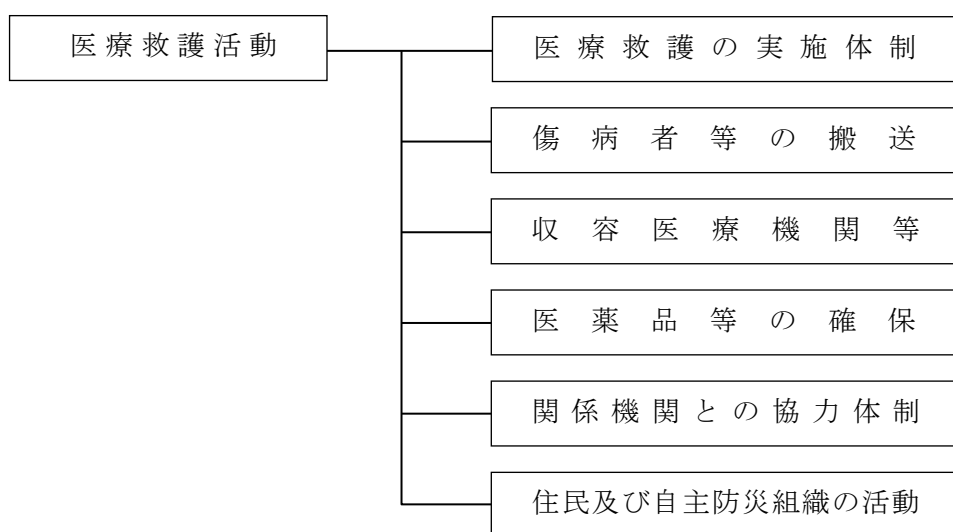 医療救護活動
医療救護の実施体制
傷病者等の搬送
収容医療機関等
医薬品等の確保
関係機関との協力体制
住民及び自主防災組織の活動